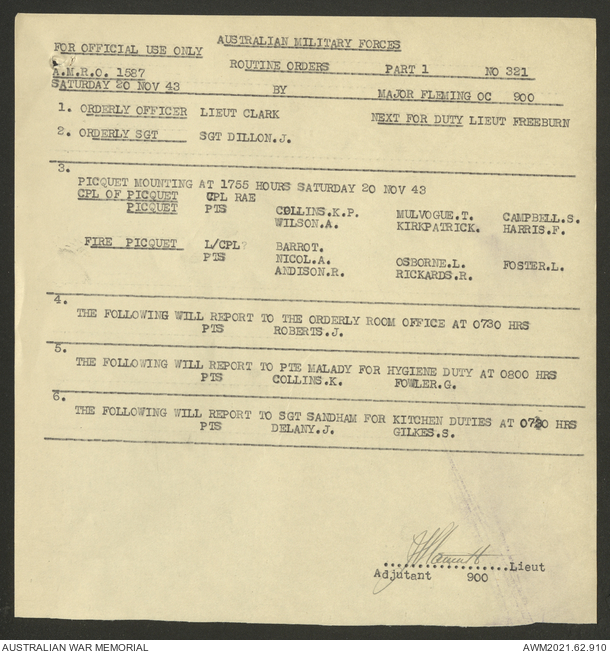 AUSTRALIAN MILITARY FORCES
FOR OFFICIAL USE ONLY
ROUTINE ORDERS PART 1 NO 321
A.M.R.O. 1587
SATURDAY 20 NOV 43 BY MAJOR FLEMING OC 900
1. ORDERLY OFFICER LIEUT CLARK NEXT FOR DUTY LIEUT FREEBURN
2. ORDERLY SGT SGT DILLON.J.
3.
PICQUET MOUNTING AT 1755 HOURS SATURDAY 20 NOV 43
CPL OF PICQUET CPL RAE
PICQUET PTS COLLINS.K.P. MULVOGUE.T. CAMPBELL.S.
WILSON.A. KIRKPATRICK. HARRIS.F.
FIRE PICQUET L/CPL? BARROT.
PTS NICOL.A. OSBORNE.L. FOSTER.L.
ANDISON.R. RICKARDS.R.
4.
THE FOLLOWING WILL REPORT TO THE ORDERLY ROOM OFFICE AT 0730 HRS
PTS ROBERTS.J.
5.
THE FOLLOWING WILL REPORT TO PTE MALADY FOR HYGIENE DUTY AT 0800 HRS
PTS COLLINS.K. FOWLER.G.
6.
THE FOLLOWING WILL REPORT TO SGT SANDHAM FOR KITCHEN DUTIES AT HRS
PTS DELANY.J. GILKES.S.
..................Lieut
Adjutant 900
AUSTRALIAN WAR MEMORIAL AWM2021.62.910